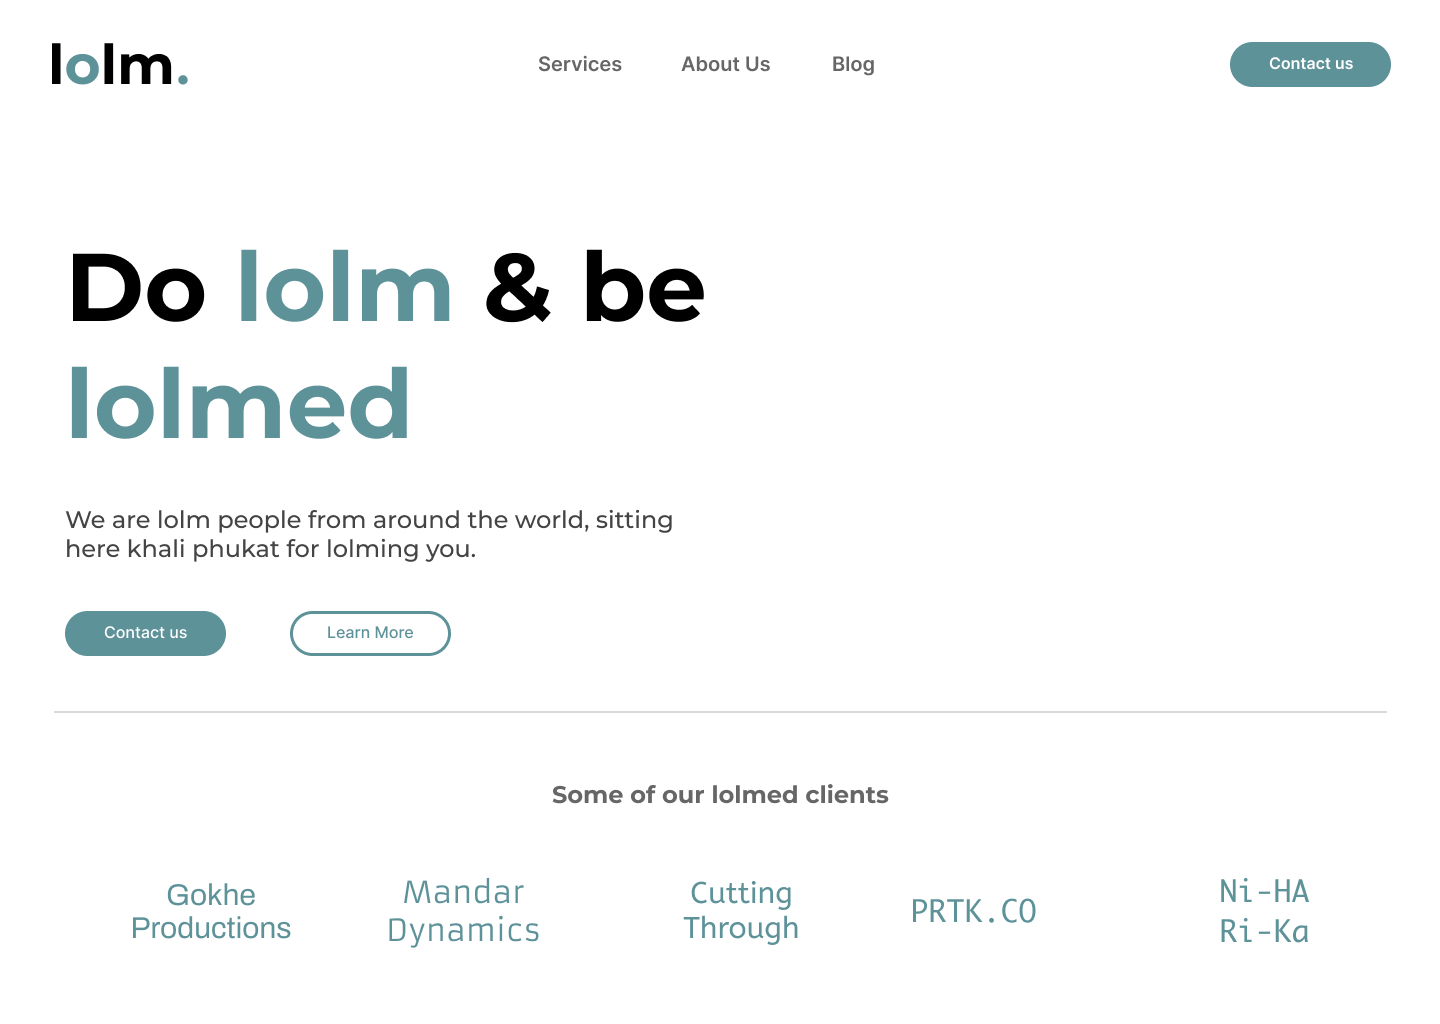 lolm.
Services
About Us
Blog
Contact us
Do lolm & be
lolmed
We are lolm people from around the world, sitting
here khali phukat for lolming you.
Contact us
Learn More
Some of our lolmed clients
Gokhe
Productions
Mandar
Dynamics
Cutting
Through
PRTK.CO
Ni-HA
Ri-Ka